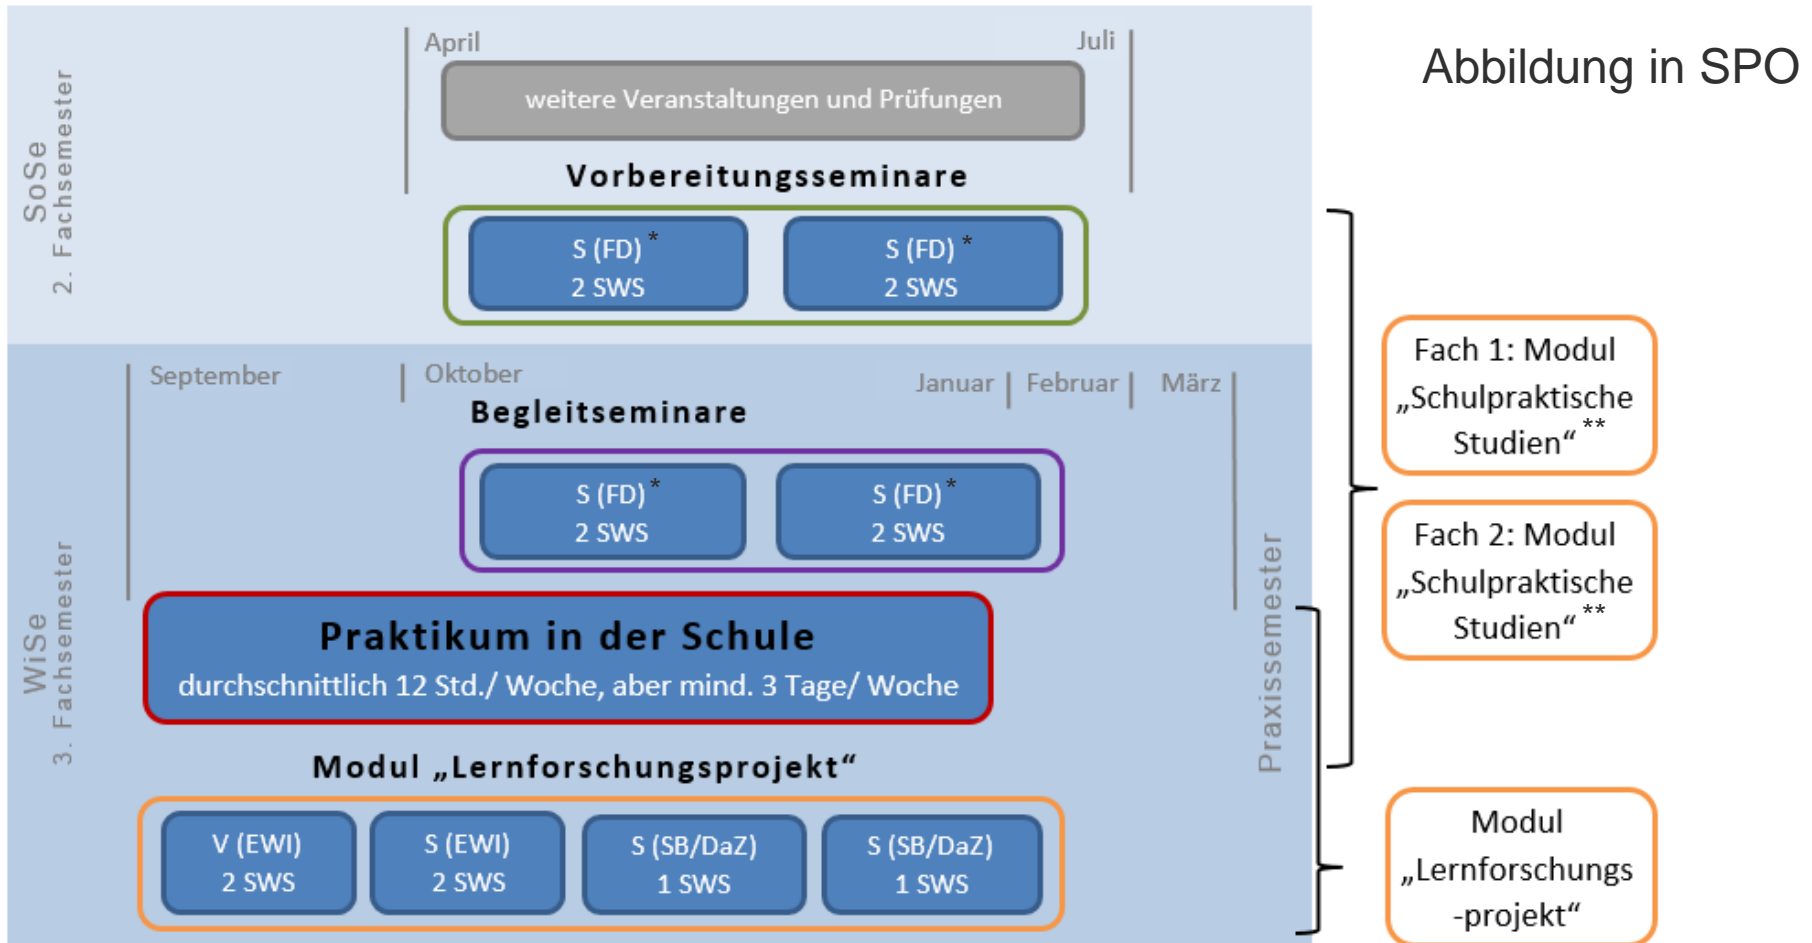 Abbildung in SPO
SoSe
2. Fachsemester
April
Juli
weitere Veranstaltungen und Prüfungen
Vorbereitungsseminare
S (FD) *
2 SWS
S (FD) *
2 SWS
WiSe
3. Fachsemester
September
Oktober
Januar
Februar
März
Begleitseminare
S (FD) *
2 SWS
S (FD) *
2 SWS
Praktikum in der Schule
durchschnittlich 12 Std./ Woche, aber mind. 3 Tage/ Woche
Modul „Lernforschungsprojekt“
V (EWI)
2 SWS
S (EWI)
2 SWS
S (SB/DaZ)
1 SWS
S (SB/DaZ)
1 SWS
Praxissemester
Fach 1: Modul
„Schulpraktische
Studien“ **
Fach 2: Modul
„Schulpraktische
Studien“ **
Modul
„Lernforschungs
-projekt“